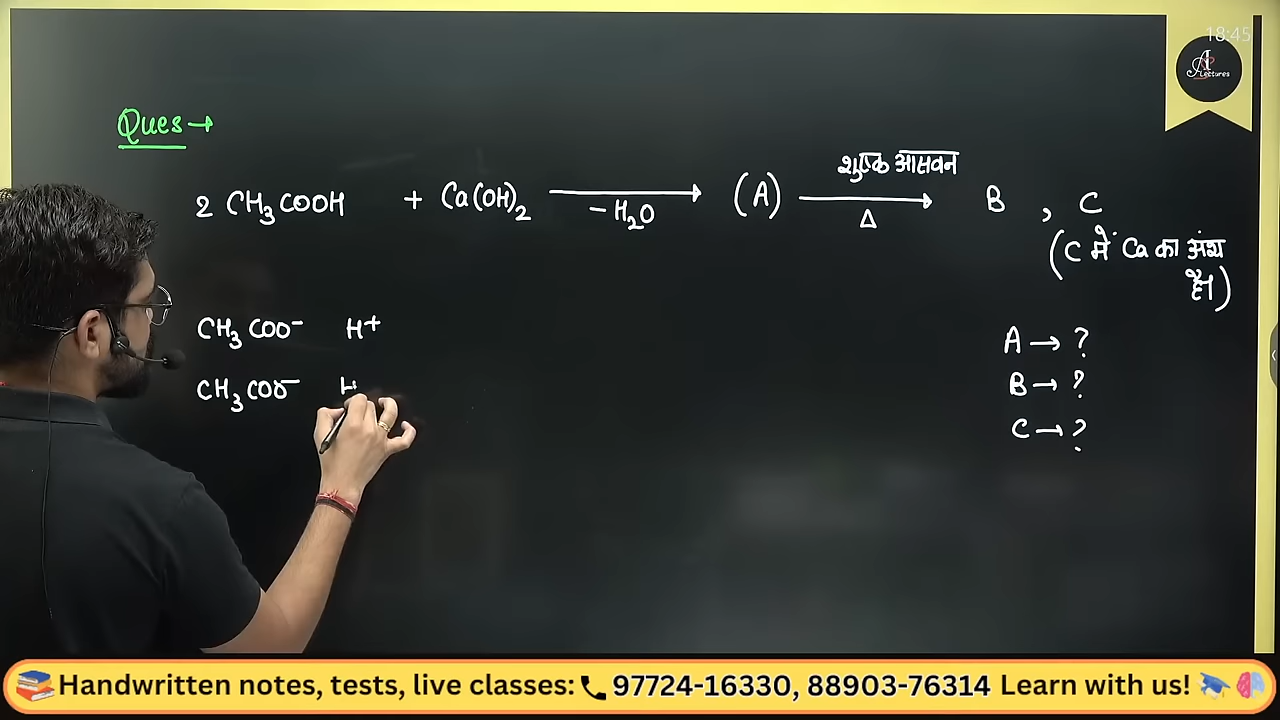 18:45
A Lectures
Ques →
2 CH₃COOH + Ca(OH)₂ → (A) → B , C
-H₂O
शुष्क आसवन
Δ
(C में Ca का अंश
है।)
CH₃COO⁻ H⁺
CH₃COO⁻ H
A → ?
B → ?
C → ?
📚Handwritten notes, tests, live classes: 📞97724-16330, 88903-76314 Learn with us! 🎓🧠